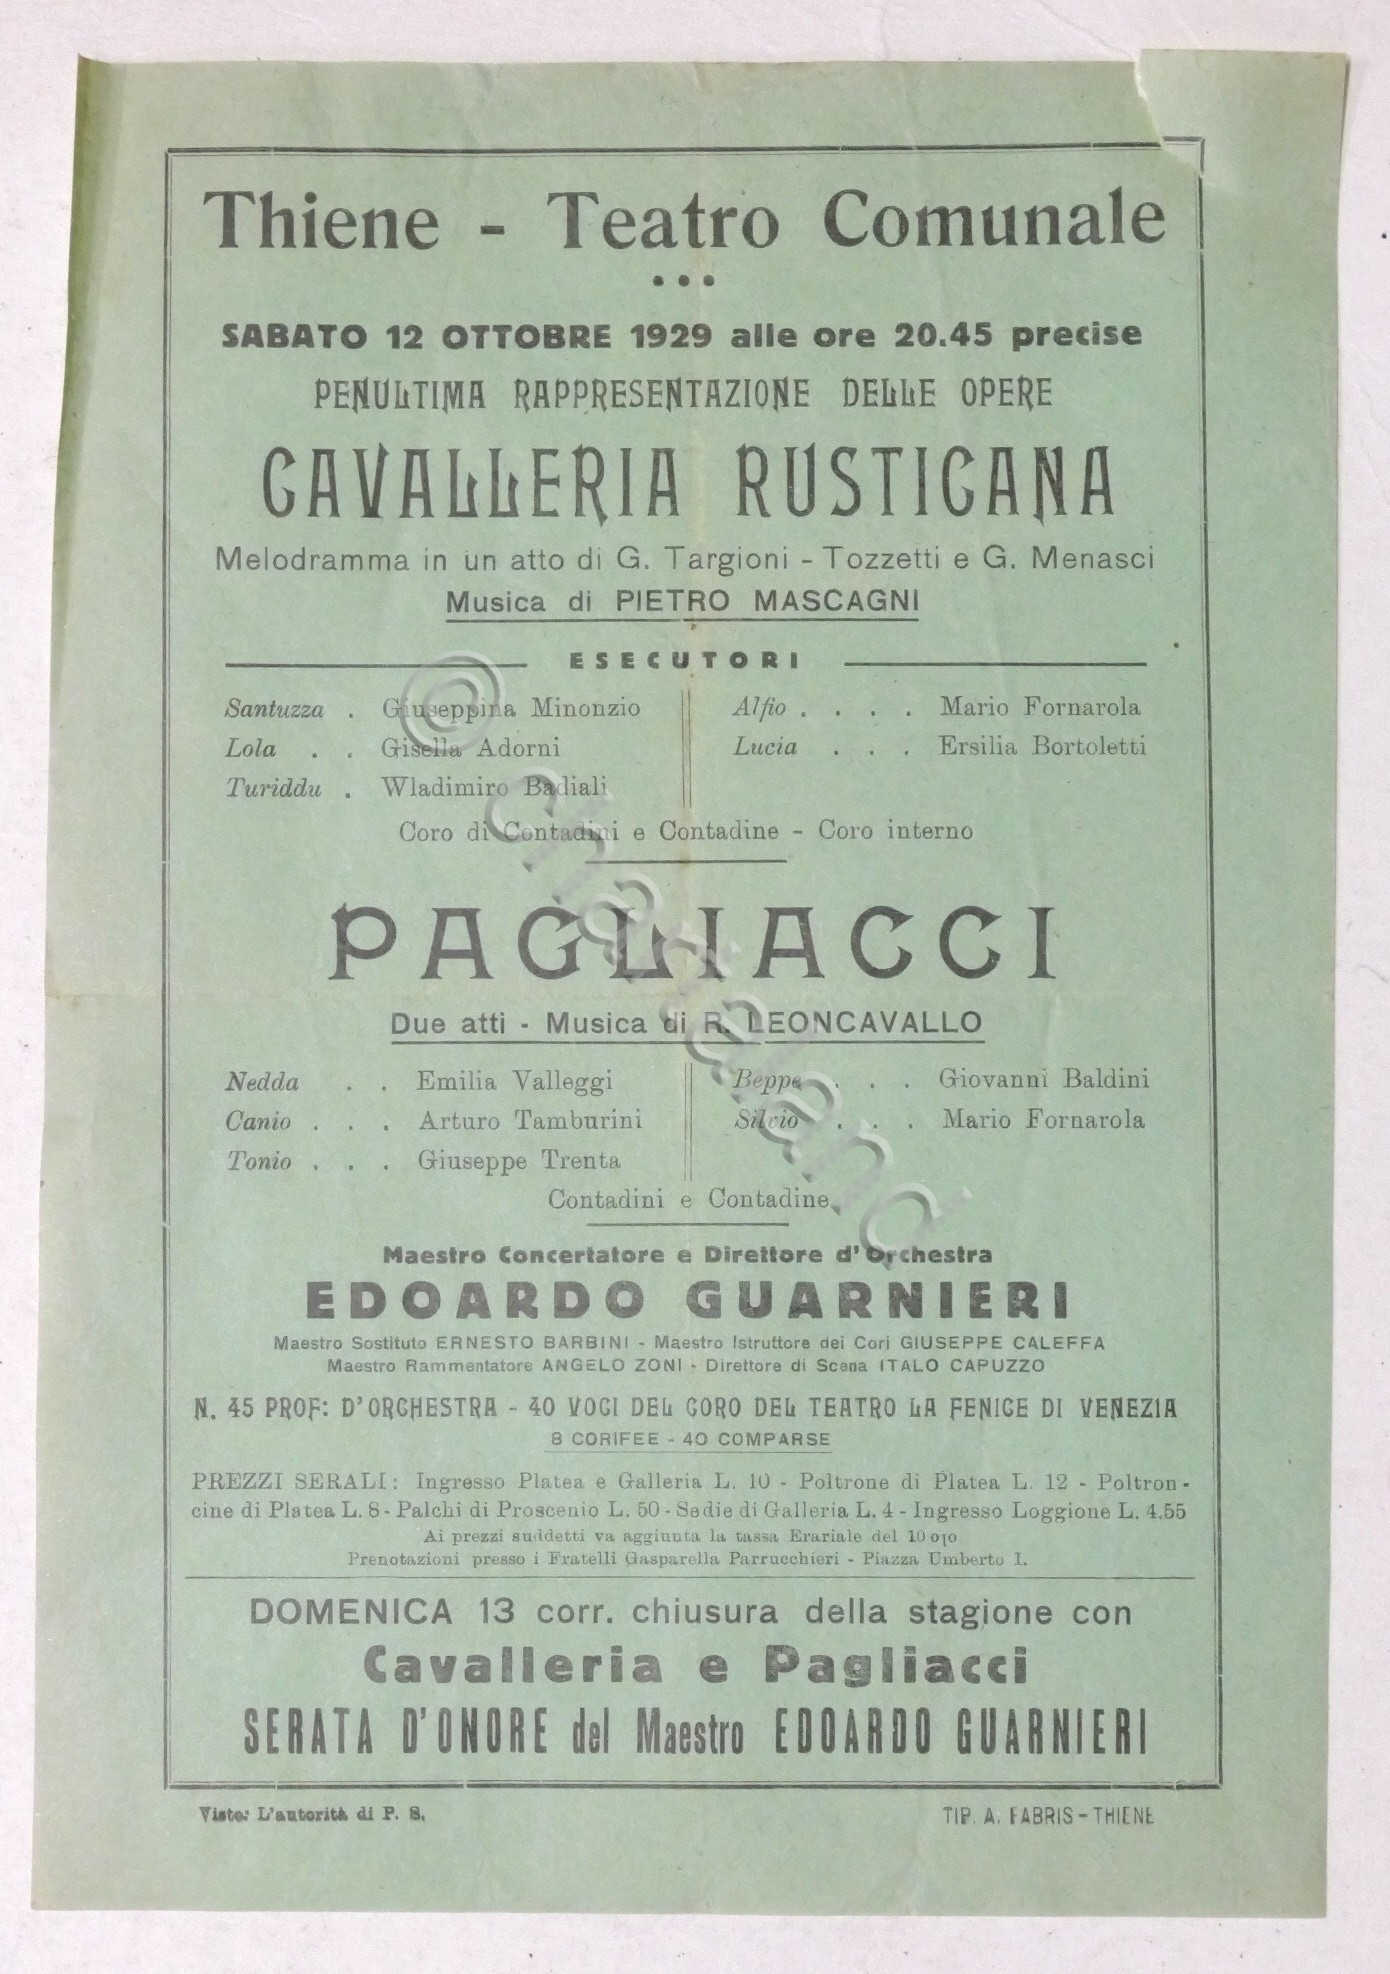 Thiene - Teatro Comunale
• • •
SABATO 12 OTTOBRE 1929 alle ore 20.45 precise
PENULTIMA RAPPRESENTAZIONE DELLE OPERE
CAVALLERIA RUSTICANA
Melodramma in un atto di G. Targioni - Tozzetti e G. Menasci
Musica di PIETRO MASCAGNI
ESECUTORI
Santuzza . Giuseppina Minonzio
Lola . . Gisella Adorni
Turiddu . Wladimiro Badiali
Alfio . . . . Mario Fornarola
Lucia . . . Ersilia Bortoletti
Coro di Contadini e Contadine - Coro interno
PAGLIACCI
Due atti - Musica di R. LEONCAVALLO
Nedda . . Emilia Valleggi
Canio . . . Arturo Tamburini
Tonio . . . Giuseppe Trenta
Beppe . . . Giovanni Baldini
Silvio . . . Mario Fornarola
Contadini e Contadine
Maestro Concertatore e Direttore d'Orchestra
EDOARDO GUARNIERI
Maestro Sostituto ERNESTO BARBINI - Maestro Istruttore dei Cori GIUSEPPE CALEFFA
Maestro Rammentatore ANGELO ZONI - Direttore di Scena ITALO CAPUZZO
N. 45 PROF: D'ORCHESTRA - 40 VOCI DEL CORO DEL TEATRO LA FENICE DI VENEZIA
8 CORIFEE - 40 COMPARSE
PREZZI SERALI: Ingresso Platea e Galleria L. 10 - Poltrone di Platea L. 12 - Poltron-
cine di Platea L. 8 - Palchi di Proscenio L. 50 - Sedie di Galleria L. 4 - Ingresso Loggione L. 4.55
Ai prezzi suddetti va aggiunta la tassa Erariale del 10 o|o
Prenotazioni presso i Fratelli Gasparella Parrucchieri - Piazza Umberto I.
DOMENICA 13 corr. chiusura della stagione con
Cavalleria e Pagliacci
SERATA D'ONORE del Maestro EDOARDO GUARNIERI
Visto: L'autorità di P. S.
TIP. A. FABRIS - THIENE
© charaland